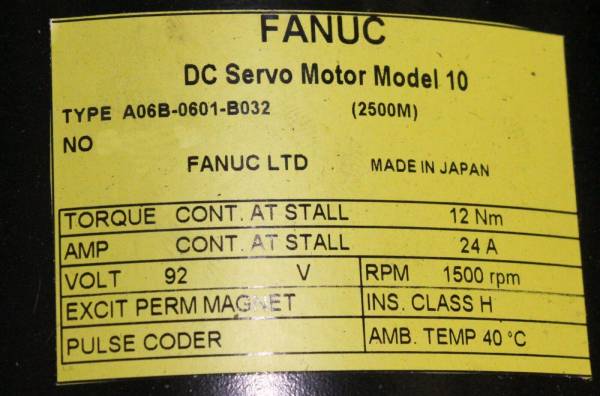 FANUC
DC Servo Motor Model 10
TYPE A06B-0601-B032 (2500M)
NO
FANUC LTD MADE IN JAPAN
TORQUE CONT. AT STALL 12 Nm
AMP CONT. AT STALL 24 A
VOLT 92 V RPM 1500 rpm
EXCIT PERM MAGNET INS. CLASS H
PULSE CODER AMB. TEMP 40 °C